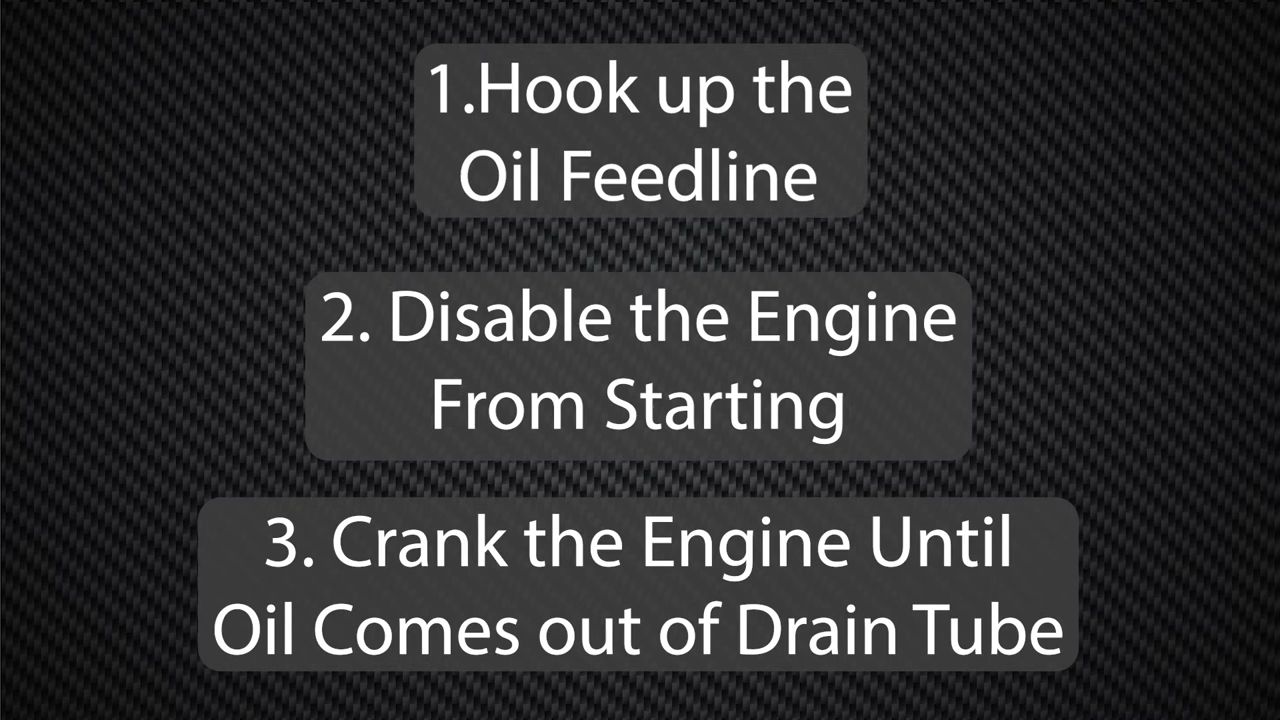 1.Hook up the
Oil Feedline
2. Disable the Engine
From Starting
3. Crank the Engine Until
Oil Comes out of Drain Tube